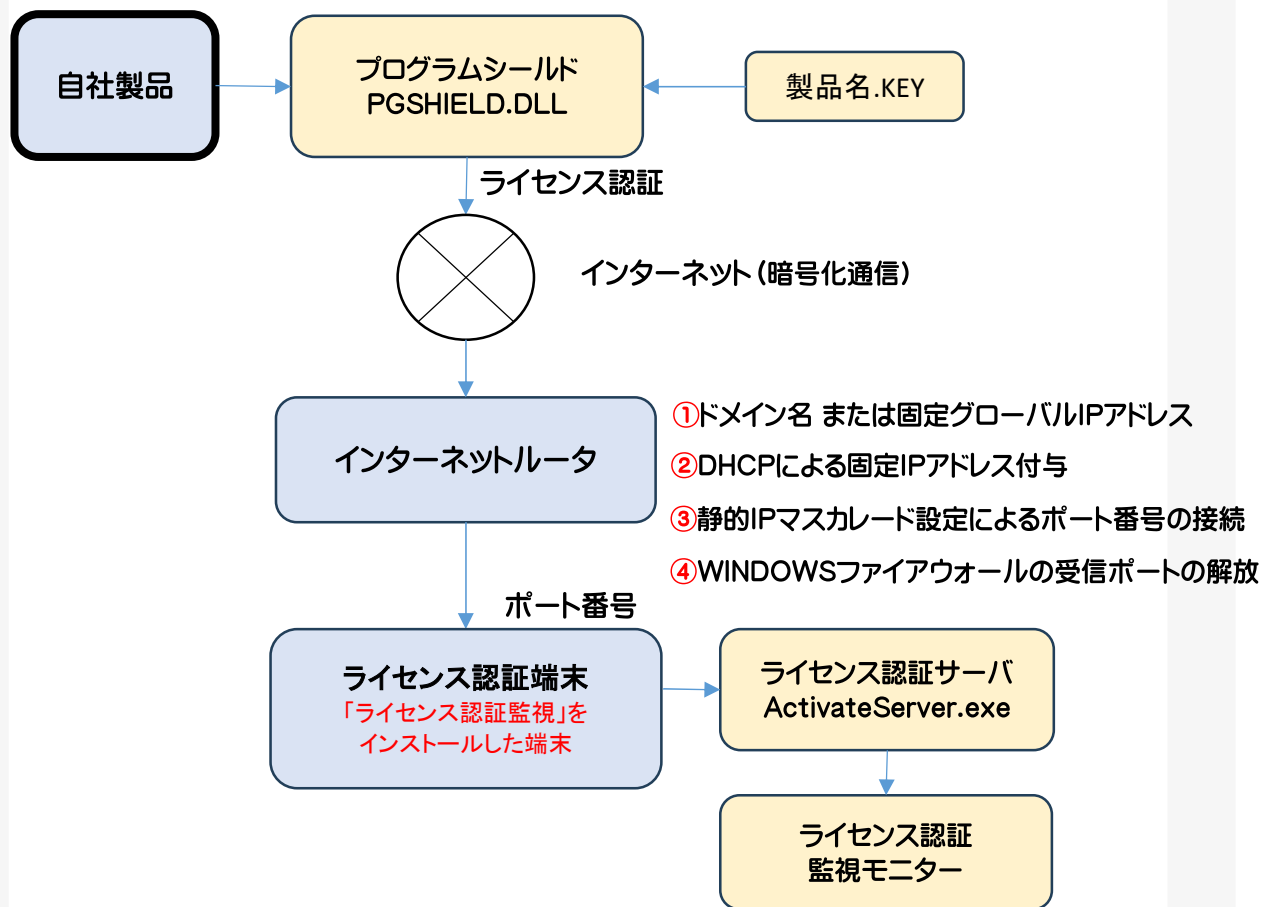 自社製品
プログラムシールド
PGSHIELD.DLL
製品名.KEY
ライセンス認証
インターネット(暗号化通信)
インターネットルータ
①ドメイン名 または固定グローバルIPアドレス
②DHCPによる固定IPアドレス付与
③静的IPマスカレード設定によるポート番号の接続
④WINDOWSファイアウォールの受信ポートの解放
ポート番号
ライセンス認証端末
「ライセンス認証監視」を
インストールした端末
ライセンス認証サーバ
ActivateServer.exe
ライセンス認証
監視モニター